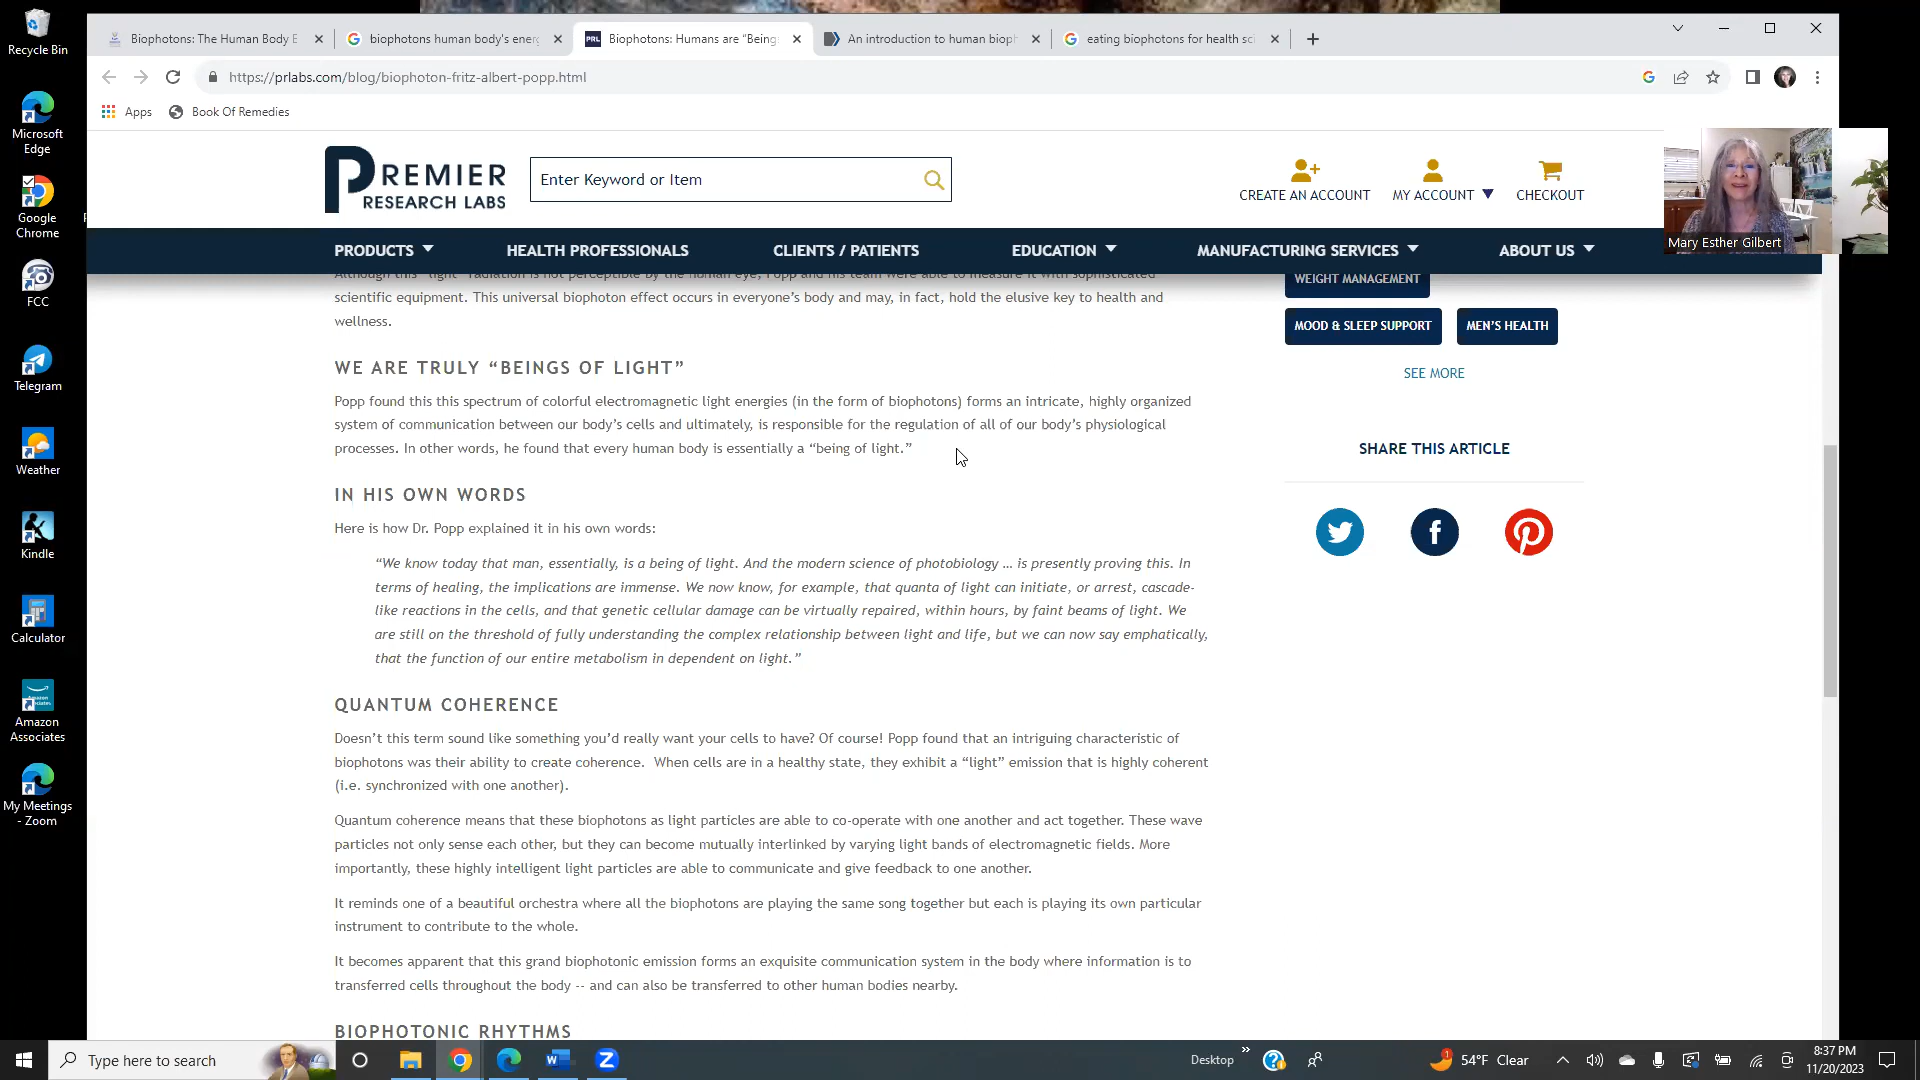 Recycle Bin
Microsoft
Edge
Google
Chrome
FCC
Telegram
Weather
Kindle
Calculator
Amazon
Associates
My Meetings
- Zoom
Biophotons: The Human Body E
biophotons human body's energ
Biophotons: Humans are “Being
An introduction to human bioph
eating biophotons for health sci
https://prlabs.com/blog/biophoton-fritz-albert-popp.html
Apps
Book Of Remedies
PREMIER
RESEARCH LABS
Enter Keyword or Item
CREATE AN ACCOUNT
MY ACCOUNT
CHECKOUT
Mary Esther Gilbert
PRODUCTS
HEALTH PROFESSIONALS
CLIENTS / PATIENTS
EDUCATION
MANUFACTURING SERVICES
ABOUT US
Although this “light” radiation is not perceptible by the human eye, Popp and his team were able to measure it with sophisticated
scientific equipment. This universal biophoton effect occurs in everyone’s body and may, in fact, hold the elusive key to health and
wellness.
WE ARE TRULY “BEINGS OF LIGHT”
Popp found this this spectrum of colorful electromagnetic light energies (in the form of biophotons) forms an intricate, highly organized
system of communication between our body’s cells and ultimately, is responsible for the regulation of all of our body’s physiological
processes. In other words, he found that every human body is essentially a “being of light.”
IN HIS OWN WORDS
Here is how Dr. Popp explained it in his own words:
“We know today that man, essentially, is a being of light. And the modern science of photobiology … is presently proving this. In
terms of healing, the implications are immense. We now know, for example, that quanta of light can initiate, or arrest, cascade-
like reactions in the cells, and that genetic cellular damage can be virtually repaired, within hours, by faint beams of light. We
are still on the threshold of fully understanding the complex relationship between light and life, but we can now say emphatically,
that the function of our entire metabolism in dependent on light.”
QUANTUM COHERENCE
Doesn’t this term sound like something you’d really want your cells to have? Of course! Popp found that an intriguing characteristic of
biophotons was their ability to create coherence. When cells are in a healthy state, they exhibit a “light” emission that is highly coherent
(i.e. synchronized with one another).
Quantum coherence means that these biophotons as light particles are able to co-operate with one another and act together. These wave
particles not only sense each other, but they can become mutually interlinked by varying light bands of electromagnetic fields. More
importantly, these highly intelligent light particles are able to communicate and give feedback to one another.
It reminds one of a beautiful orchestra where all the biophotons are playing the same song together but each is playing its own particular
instrument to contribute to the whole.
It becomes apparent that this grand biophotonic emission forms an exquisite communication system in the body where information is to
transferred cells throughout the body -- and can also be transferred to other human bodies nearby.
BIOPHOTONIC RHYTHMS
WEIGHT MANAGEMENT
MOOD & SLEEP SUPPORT
MEN’S HEALTH
SEE MORE
SHARE THIS ARTICLE
Type here to search
Desktop
54°F Clear
8:37 PM
11/20/2023